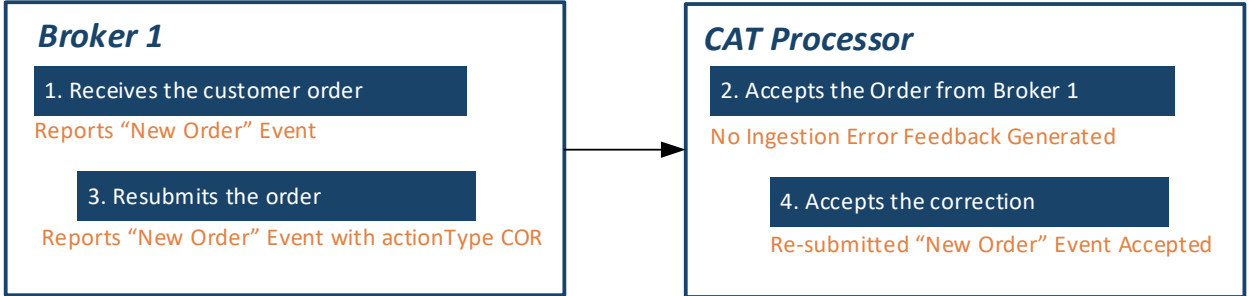 Broker 1
1. Receives the customer order
Reports “New Order” Event
3. Resubmits the order
Reports “New Order” Event with actionType COR
CAT Processor
2. Accepts the Order from Broker 1
No Ingestion Error Feedback Generated
4. Accepts the correction
Re-submitted “New Order” Event Accepted